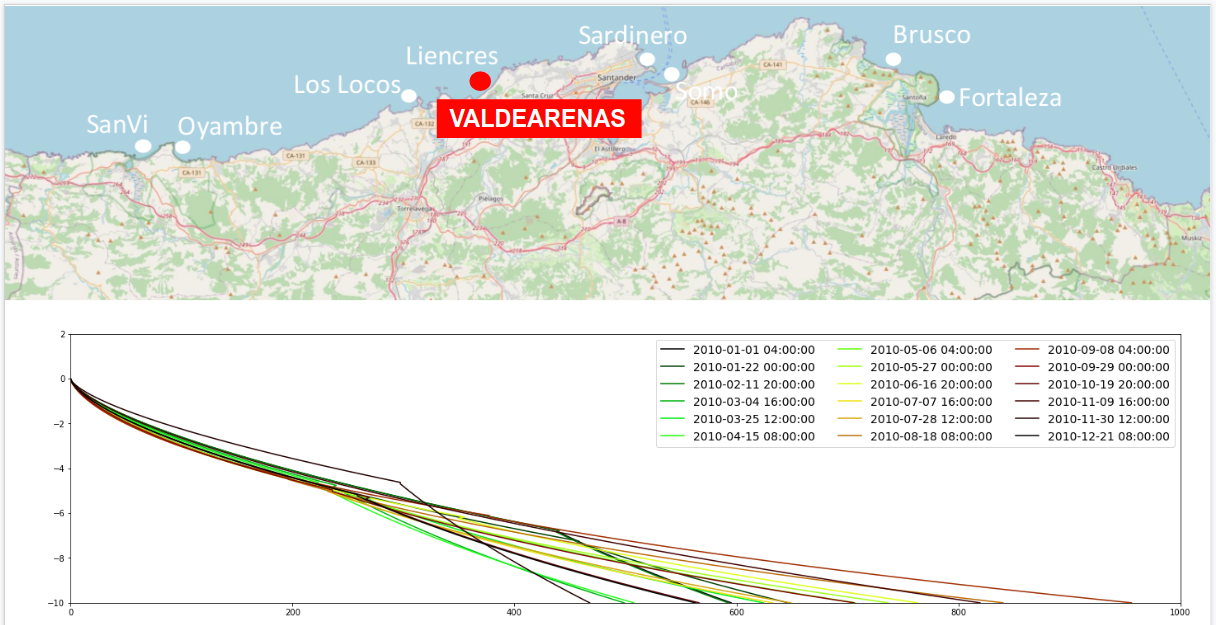 Sardinero
Brusco
Liencres
CA-141
Santander
Los Locos
Somo
Santa Cruz
Santoña
Fortaleza
CA-146
VALDEARENAS
CA-132
SanVi
Oyambre
Laredo
El Astillero
CA-131
CA-133
CA-131
Castro Urdiales
Piélagos
Torrelavega
A-8
Muskiz
2
0
−2
−4
−6
−8
−10
0
200
400
600
800
1000
2010-01-01 04:00:00
2010-01-22 00:00:00
2010-02-11 20:00:00
2010-03-04 16:00:00
2010-03-25 12:00:00
2010-04-15 08:00:00
2010-05-06 04:00:00
2010-05-27 00:00:00
2010-06-16 20:00:00
2010-07-07 16:00:00
2010-07-28 12:00:00
2010-08-18 08:00:00
2010-09-08 04:00:00
2010-09-29 00:00:00
2010-10-19 20:00:00
2010-11-09 16:00:00
2010-11-30 12:00:00
2010-12-21 08:00:00